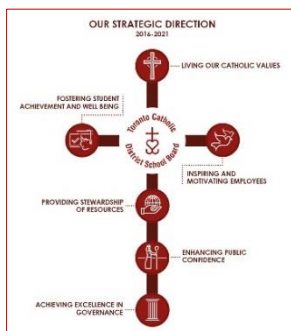 OUR STRATEGIC DIRECTION
2016-2021
LIVING OUR CATHOLIC VALUES
FOSTERING STUDENT
ACHIEVEMENT AND WELL BEING
Toronto Catholic
District School Board
INSPIRING AND
MOTIVATING EMPLOYEES
PROVIDING STEWARDSHIP
OF RESOURCES
ENHANCING PUBLIC
CONFIDENCE
ACHIEVING EXCELLENCE IN
GOVERNANCE